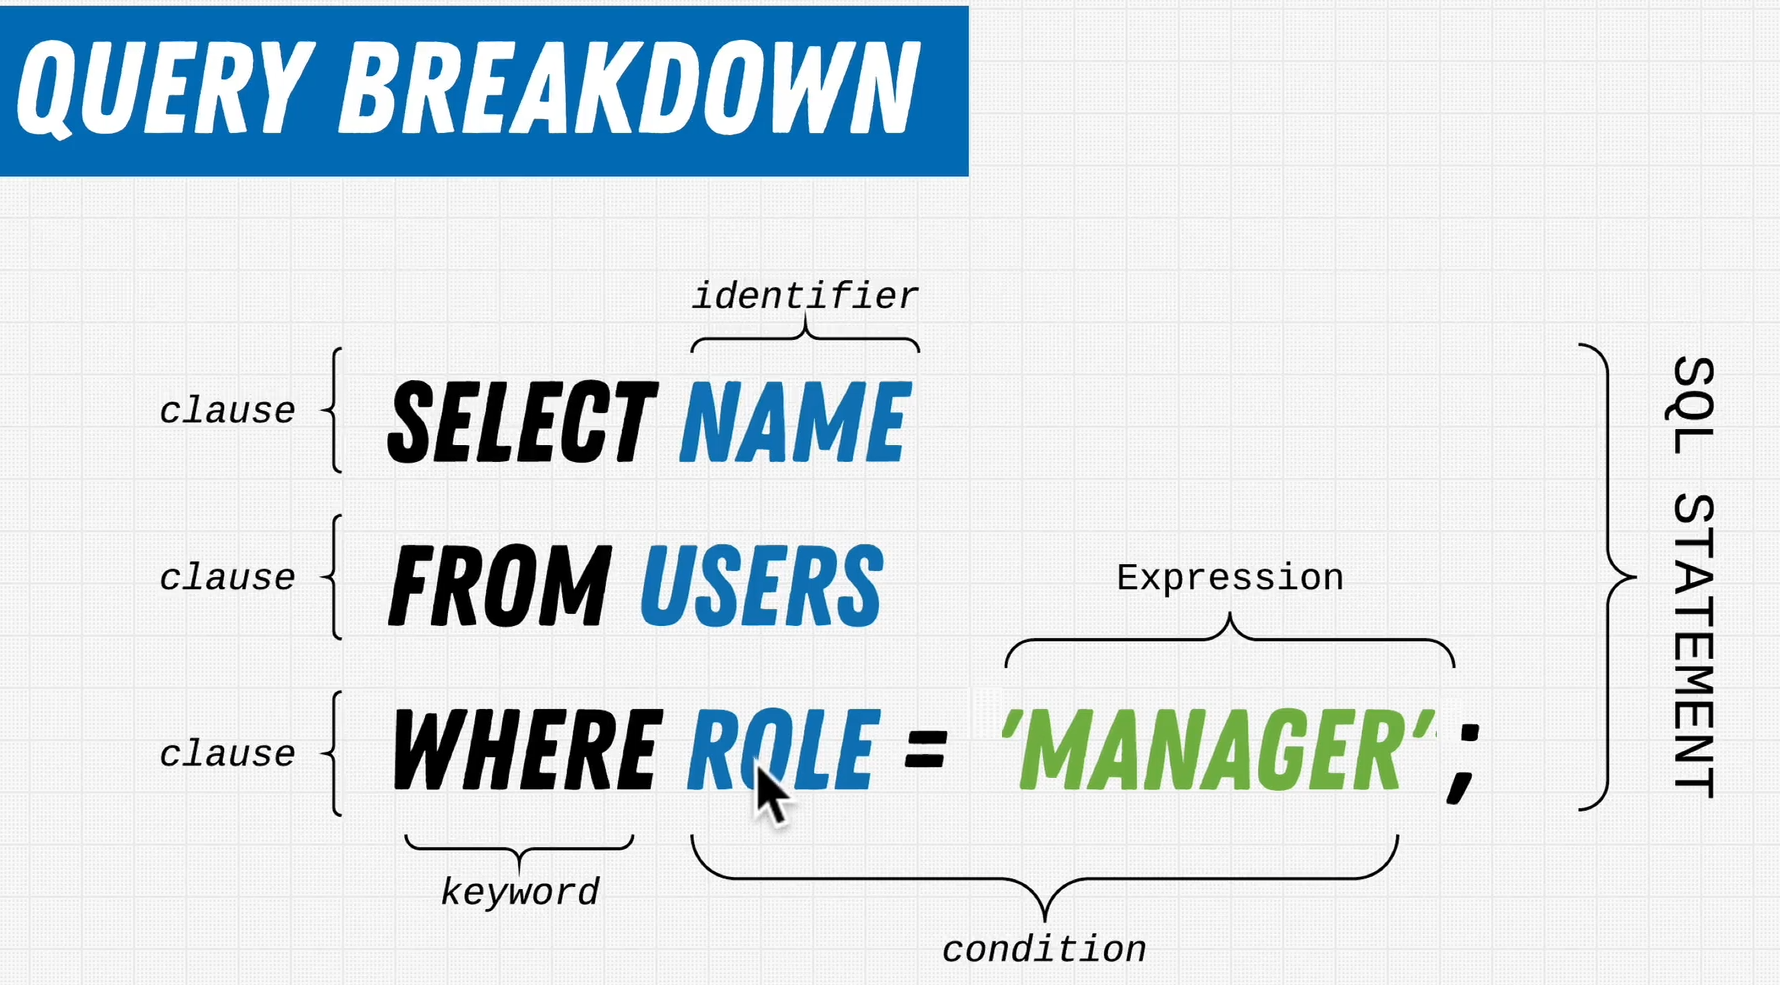 QUERY BREAKDOWN
identifier
clause
SELECT NAME
clause
FROM USERS
Expression
clause
WHERE ROLE = 'MANAGER' ;
keyword
condition
SQL STATEMENT